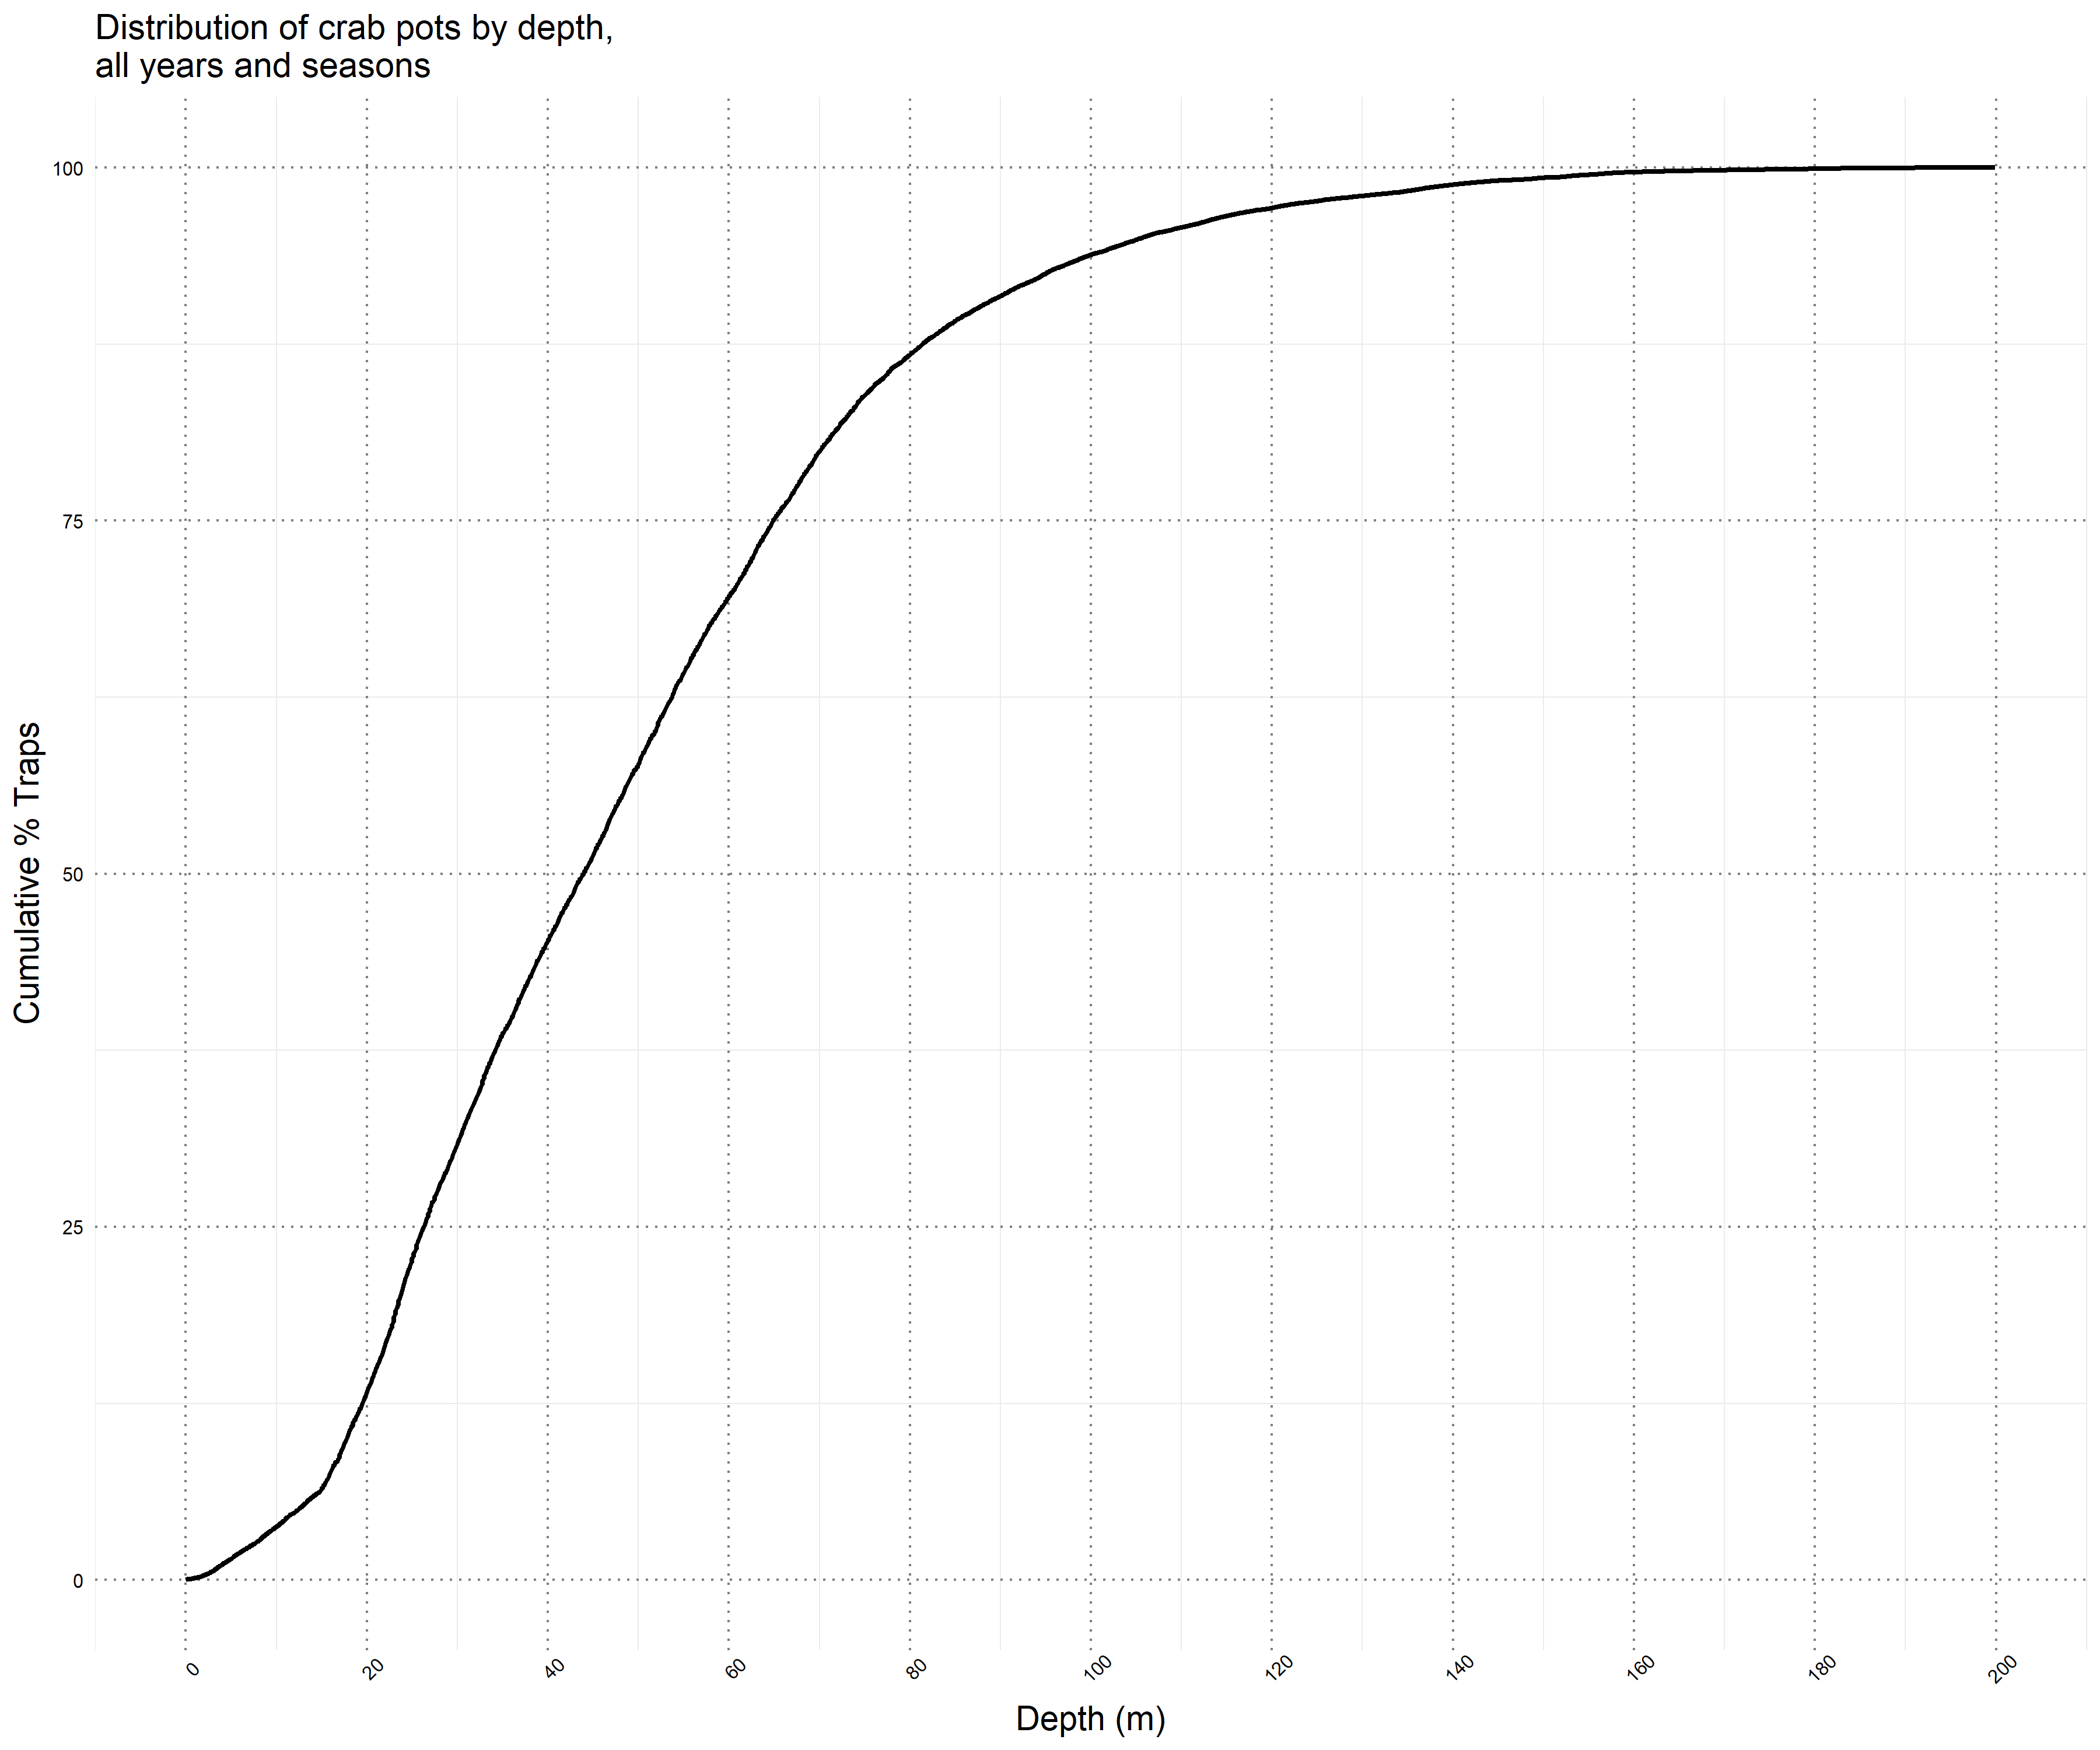 Distribution of crab pots by depth,
all years and seasons
Cumulative % Traps
100
75
50
25
0
0 20 40 60 80 100 120 140 160 180 200
Depth (m)